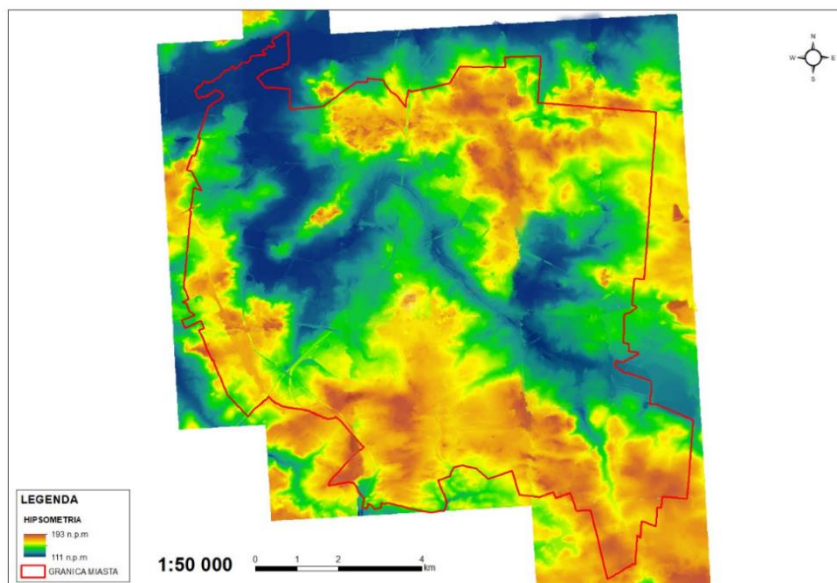 N
W E
S
LEGENDA
HIPSOMETRIA
193 n.p.m
111 n.p.m
GRANICA MIASTA
1:50 000
0 1 2 4
km